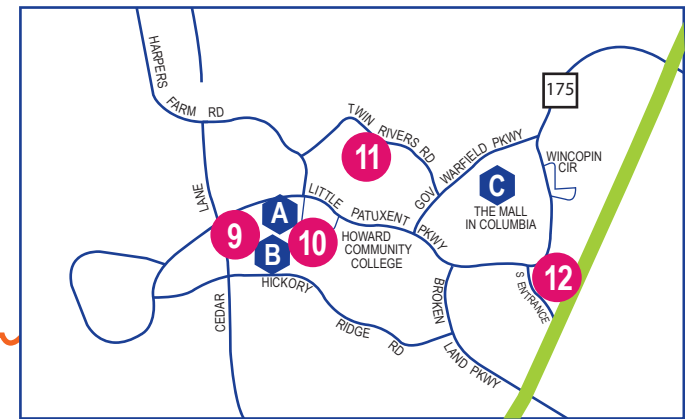 HARPERS
FARM RD
175
TWIN
RIVERS RD
11
GOV WARFIELD PKWY
WINCOPIN
CIR
C
THE MALL
IN COLUMBIA
LANE
A
LITTLE
PATUXENT
PKWY
9
10
B
HOWARD
COMMUNITY
COLLEGE
12
S ENTRANCE
HICKORY
RIDGE
RD
CEDAR
BROKEN
LAND PKWY